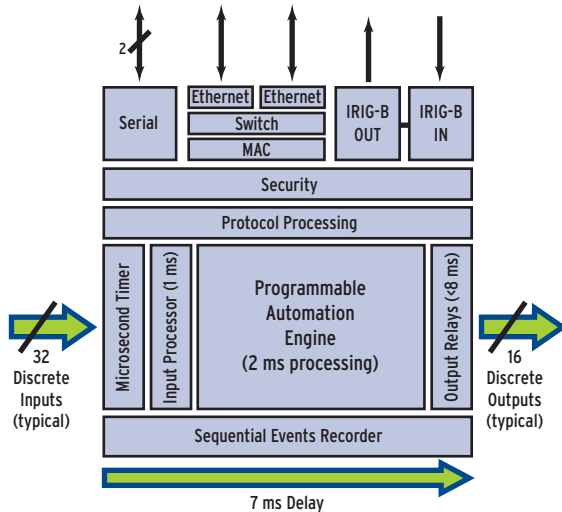 2
Serial
Ethernet
Ethernet
Switch
MAC
IRIG-B
OUT
IRIG-B
IN
Security
Protocol Processing
Microsecond Timer
Input Processor (1 ms)
Programmable
Automation
Engine
(2 ms processing)
Output Relays (<8 ms)
32
Discrete
Inputs
(typical)
16
Discrete
Outputs
(typical)
Sequential Events Recorder
7 ms Delay